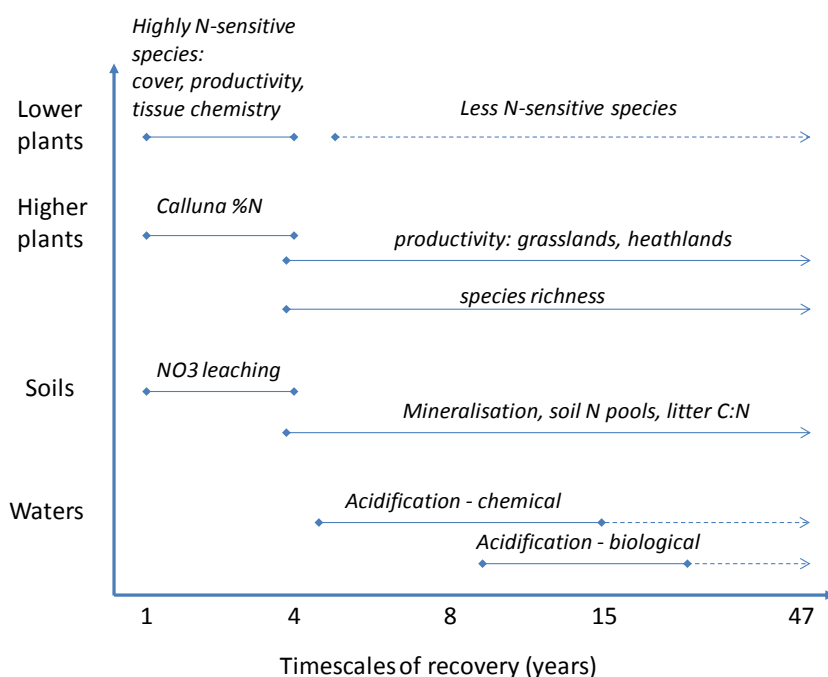 Highly N-sensitive
species:
cover, productivity,
tissue chemistry
Lower
plants
Less N-sensitive species
Higher
plants
Calluna %N
productivity: grasslands, heathlands
species richness
Soils
NO3 leaching
Mineralisation, soil N pools, litter C:N
Waters
Acidification - chemical
Acidification - biological
1 4 8 15 47
Timescales of recovery (years)